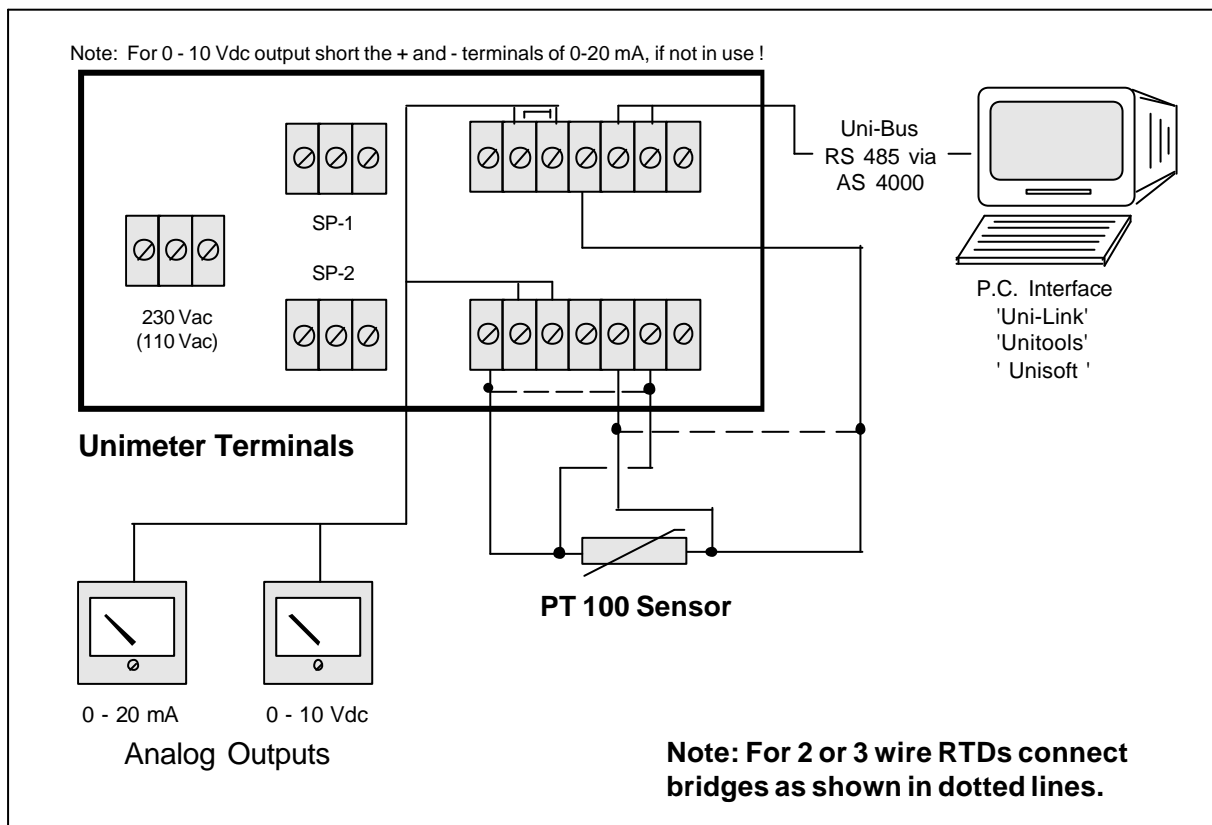 Note: For 0 - 10 Vdc output short the + and - terminals of 0-20 mA, if not in use !
Uni-Bus
RS 485 via
AS 4000
SP-1
SP-2
230 Vac
(110 Vac)
P.C. Interface
'Uni-Link'
'Unitools'
' Unisoft '
Unimeter Terminals
PT 100 Sensor
0 - 20 mA
0 - 10 Vdc
Analog Outputs
Note: For 2 or 3 wire RTDs connect
bridges as shown in dotted lines.